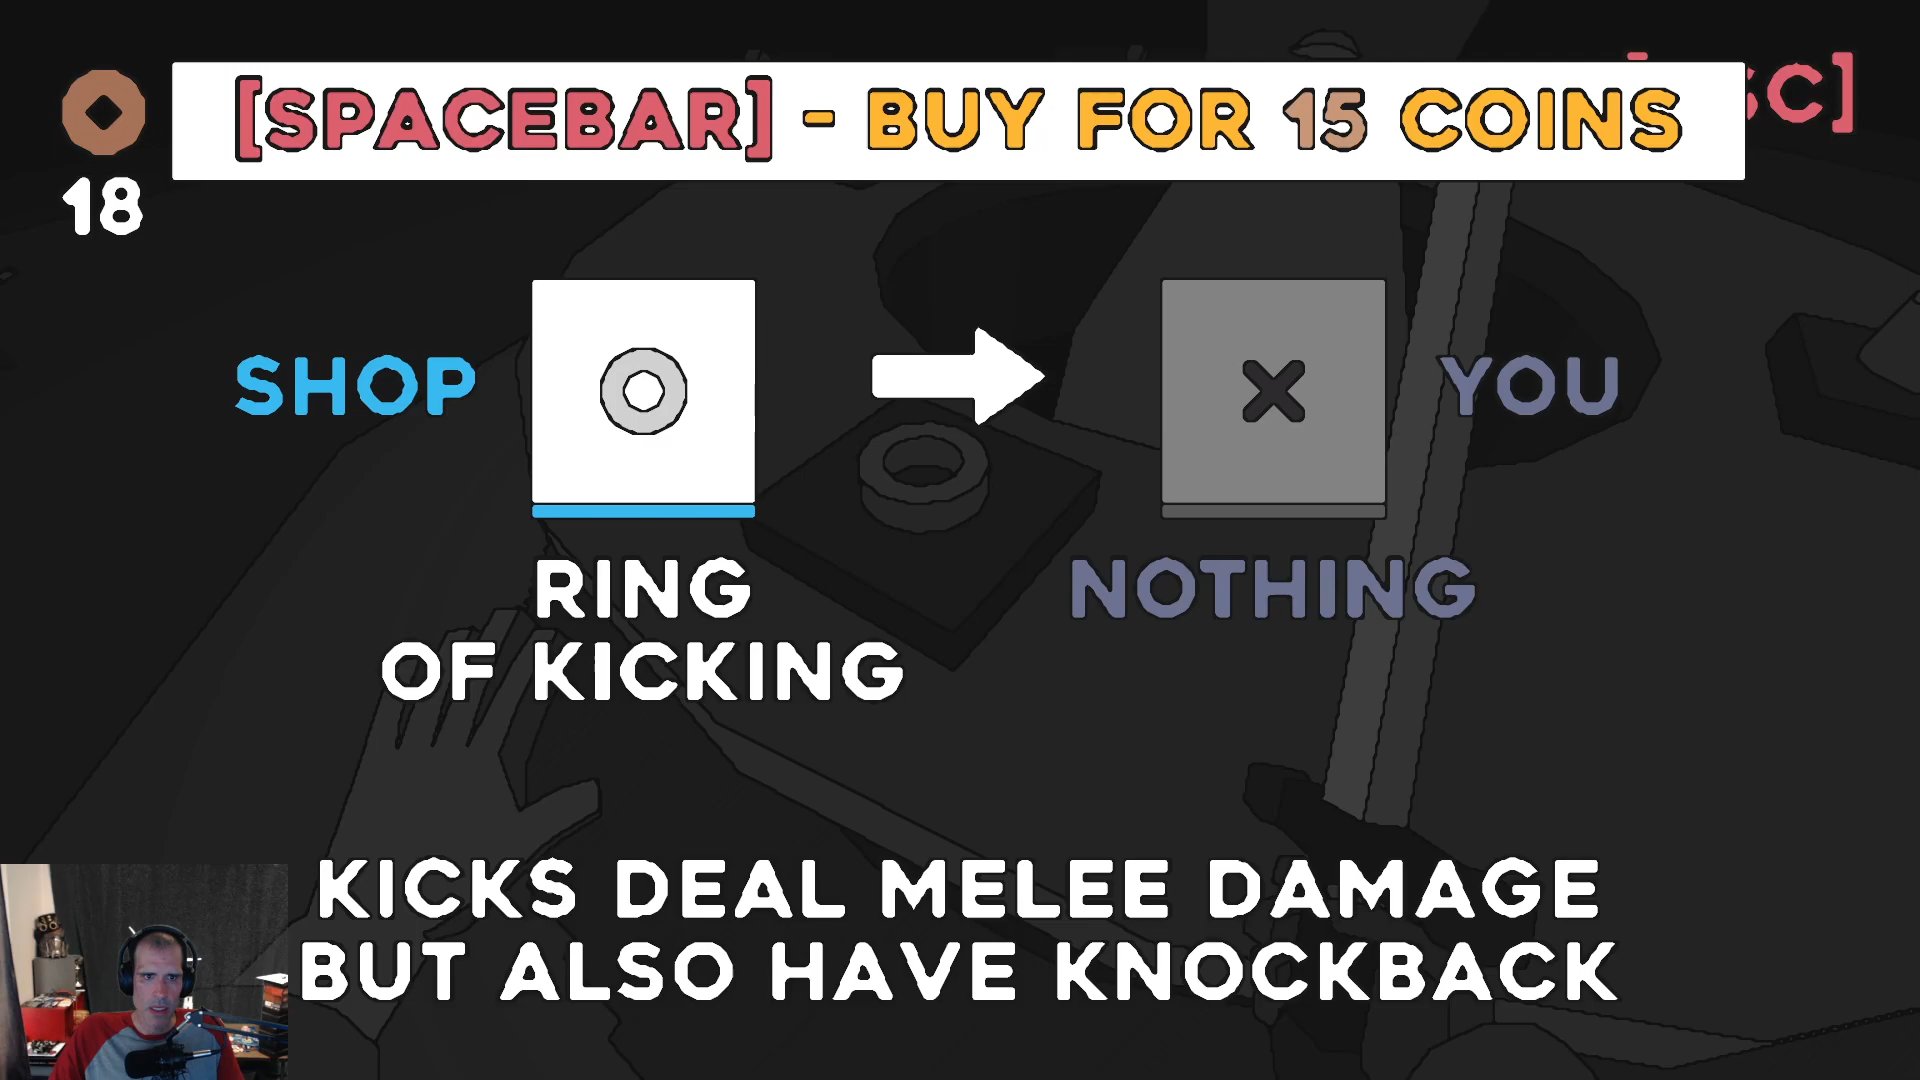 [SPACEBAR] - BUY FOR 15 COINS
18
SHOP
YOU
RING
OF KICKING
NOTHING
KICKS DEAL MELEE DAMAGE
BUT ALSO HAVE KNOCKBACK